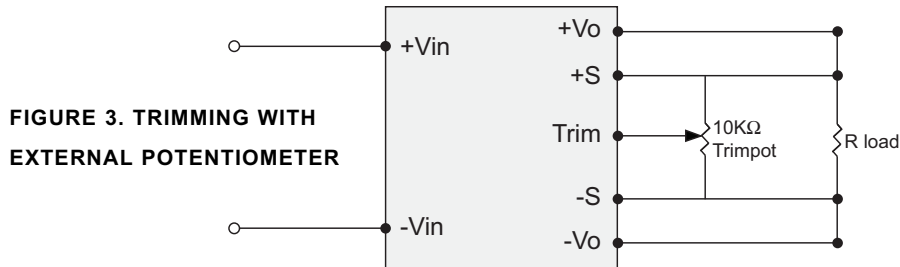 +Vo
+Vin
+S
FIGURE 3. TRIMMING WITH
EXTERNAL POTENTIOMETER
Trim
10KΩ
Trimpot
R load
-S
-Vin
-Vo